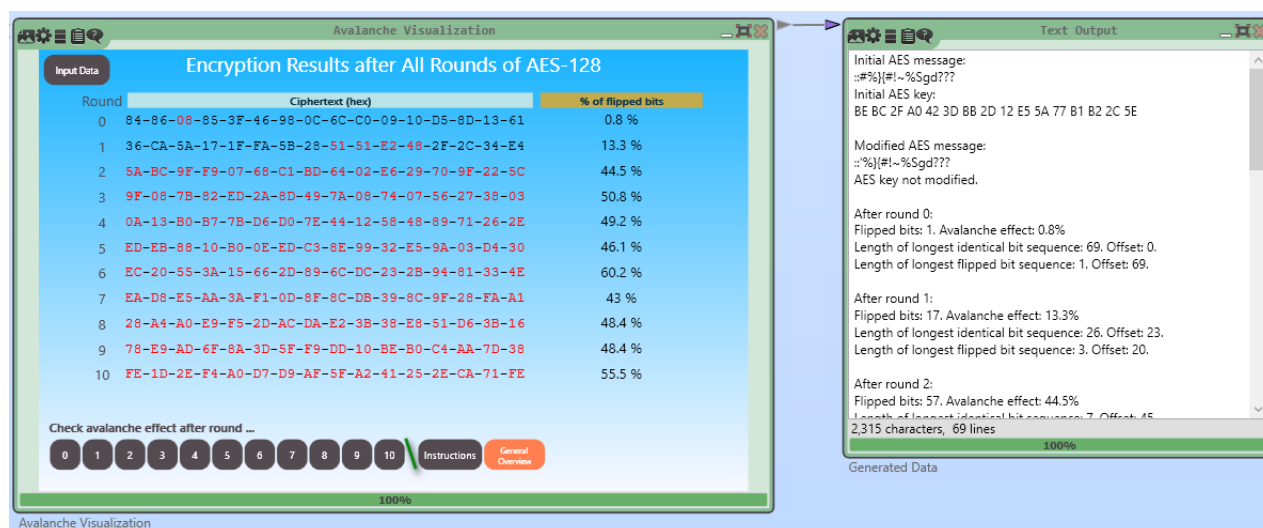 Avalanche Visualization
Input Data
Encryption Results after All Rounds of AES-128
Round Ciphertext (hex) % of flipped bits
0 84-86-08-85-3F-46-98-0C-6C-C0-09-10-D5-8D-13-61 0.8 %
1 36-CA-5A-17-1F-FA-5B-28-51-51-E2-48-2F-2C-34-E4 13.3 %
2 5A-BC-9F-F9-07-68-C1-BD-64-02-E6-29-70-9F-22-5C 44.5 %
3 9F-08-7B-82-ED-2A-8D-49-7A-08-74-07-56-27-38-03 50.8 %
4 0A-13-B0-B7-7B-D6-D0-7E-44-12-58-48-89-71-26-2E 49.2 %
5 ED-EB-88-10-B0-0E-ED-C3-8E-99-32-E5-9A-03-D4-30 46.1 %
6 EC-20-55-3A-15-66-2D-89-6C-DC-23-2B-94-81-33-4E 60.2 %
7 EA-D8-E5-AA-3A-F1-0D-8F-8C-DB-39-8C-9F-28-FA-A1 43 %
8 28-A4-A0-E9-F5-2D-AC-DA-E2-3B-38-E8-51-D6-3B-16 48.4 %
9 78-E9-AD-6F-8A-3D-5F-F9-DD-10-BE-B0-C4-AA-7D-38 48.4 %
10 FE-1D-2E-F4-A0-D7-D9-AF-5F-A2-41-25-2E-CA-71-FE 55.5 %
Check avalanche effect after round ...
0 1 2 3 4 5 6 7 8 9 10 Instructions General Overview
100%
Avalanche Visualization
Text Output
Initial AES message:
::#%}{#!~%Sgd???
Initial AES key:
BE BC 2F A0 42 3D BB 2D 12 E5 5A 77 B1 B2 2C 5E
Modified AES message:
::'%}{#!~%Sgd???
AES key not modified.
After round 0:
Flipped bits: 1. Avalanche effect: 0.8%
Length of longest identical bit sequence: 69. Offset: 0.
Length of longest flipped bit sequence: 1. Offset: 69.
After round 1:
Flipped bits: 17. Avalanche effect: 13.3%
Length of longest identical bit sequence: 26. Offset: 23.
Length of longest flipped bit sequence: 3. Offset: 20.
After round 2:
Flipped bits: 57. Avalanche effect: 44.5%
Length of longest identical bit sequence: 7. Offset: 45.
2,315 characters, 69 lines
100%
Generated Data